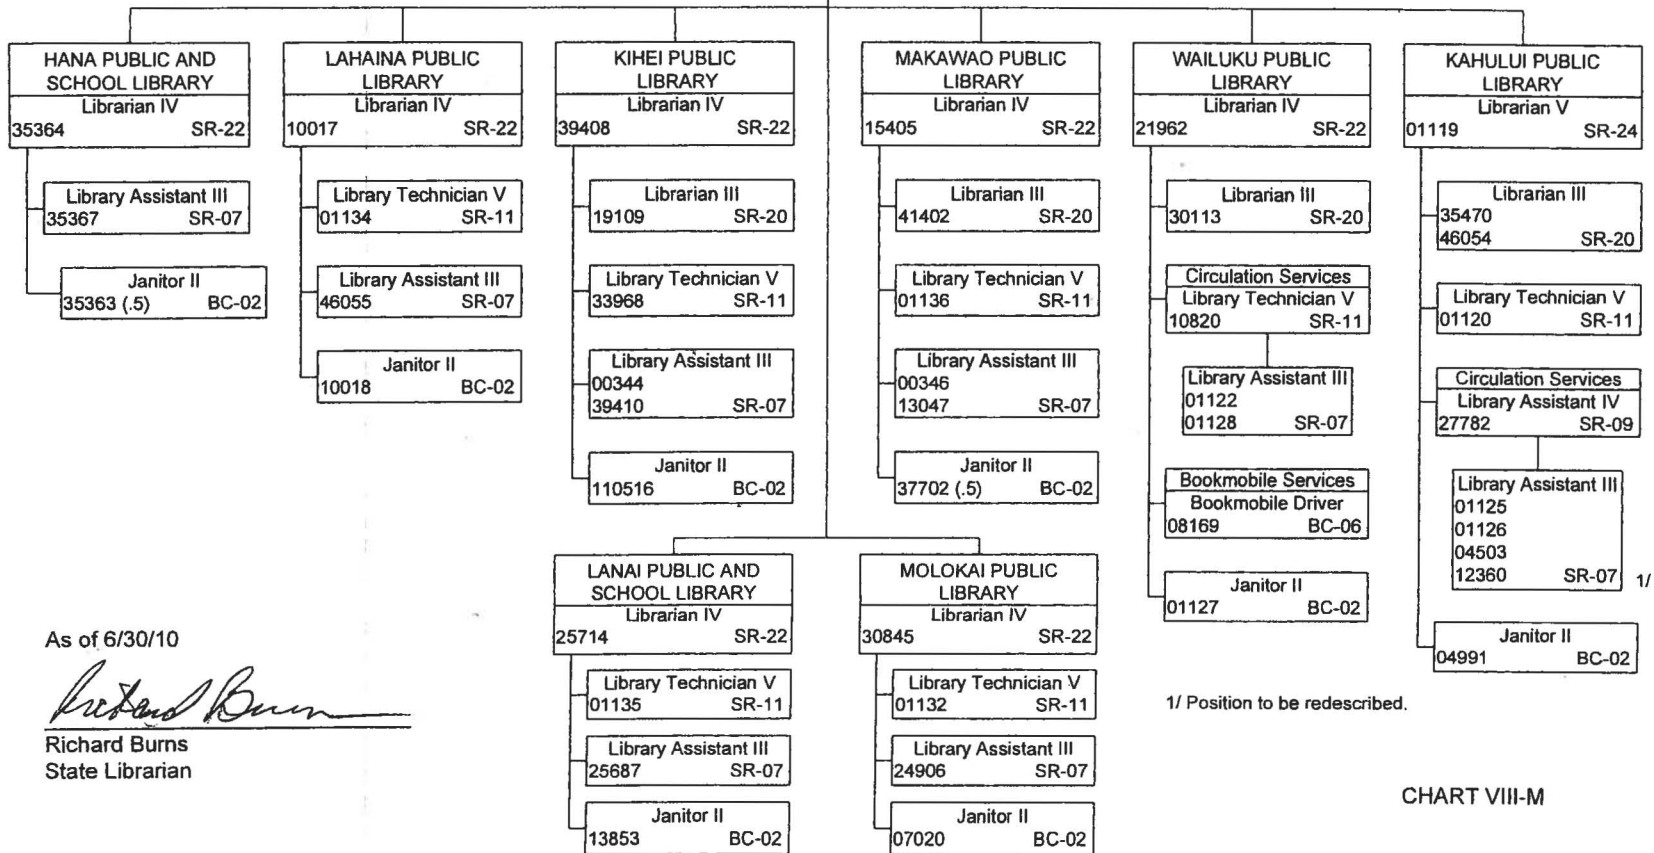 HANA PUBLIC AND
SCHOOL LIBRARY
Librarian IV
35364 SR-22
Library Assistant III
35367 SR-07
Janitor II
35363 (.5) BC-02
LAHAINA PUBLIC
LIBRARY
Librarian IV
10017 SR-22
Library Technician V
01134 SR-11
Library Assistant III
46055 SR-07
Janitor II
10018 BC-02
KIHEI PUBLIC
LIBRARY
Librarian IV
39408 SR-22
Librarian III
19109 SR-20
Library Technician V
33968 SR-11
Library Assistant III
00344
39410 SR-07
Janitor II
110516 BC-02
MAKAWAO PUBLIC
LIBRARY
Librarian IV
15405 SR-22
Librarian III
41402 SR-20
Library Technician V
01136 SR-11
Library Assistant III
00346
13047 SR-07
Janitor II
37702 (.5) BC-02
WAILUKU PUBLIC
LIBRARY
Librarian IV
21962 SR-22
Librarian III
30113 SR-20
Circulation Services
Library Technician V
10820 SR-11
Library Assistant III
01122
01128 SR-07
Bookmobile Services
Bookmobile Driver
08169 BC-06
Janitor II
01127 BC-02
KAHULUI PUBLIC
LIBRARY
Librarian V
01119 SR-24
Librarian III
35470
46054 SR-20
Library Technician V
01120 SR-11
Circulation Services
Library Assistant IV
27782 SR-09
Library Assistant III
01125
01126
04503
12360 SR-07 1/
Janitor II
04991 BC-02
LANAI PUBLIC AND
SCHOOL LIBRARY
Librarian IV
25714 SR-22
Library Technician V
01135 SR-11
Library Assistant III
25687 SR-07
Janitor II
13853 BC-02
MOLOKAI PUBLIC
LIBRARY
Librarian IV
30845 SR-22
Library Technician V
01132 SR-11
Library Assistant III
24906 SR-07
Janitor II
07020 BC-02
As of 6/30/10
Richard Burns
Richard Burns
State Librarian
1/ Position to be redescribed.
CHART VIII-M